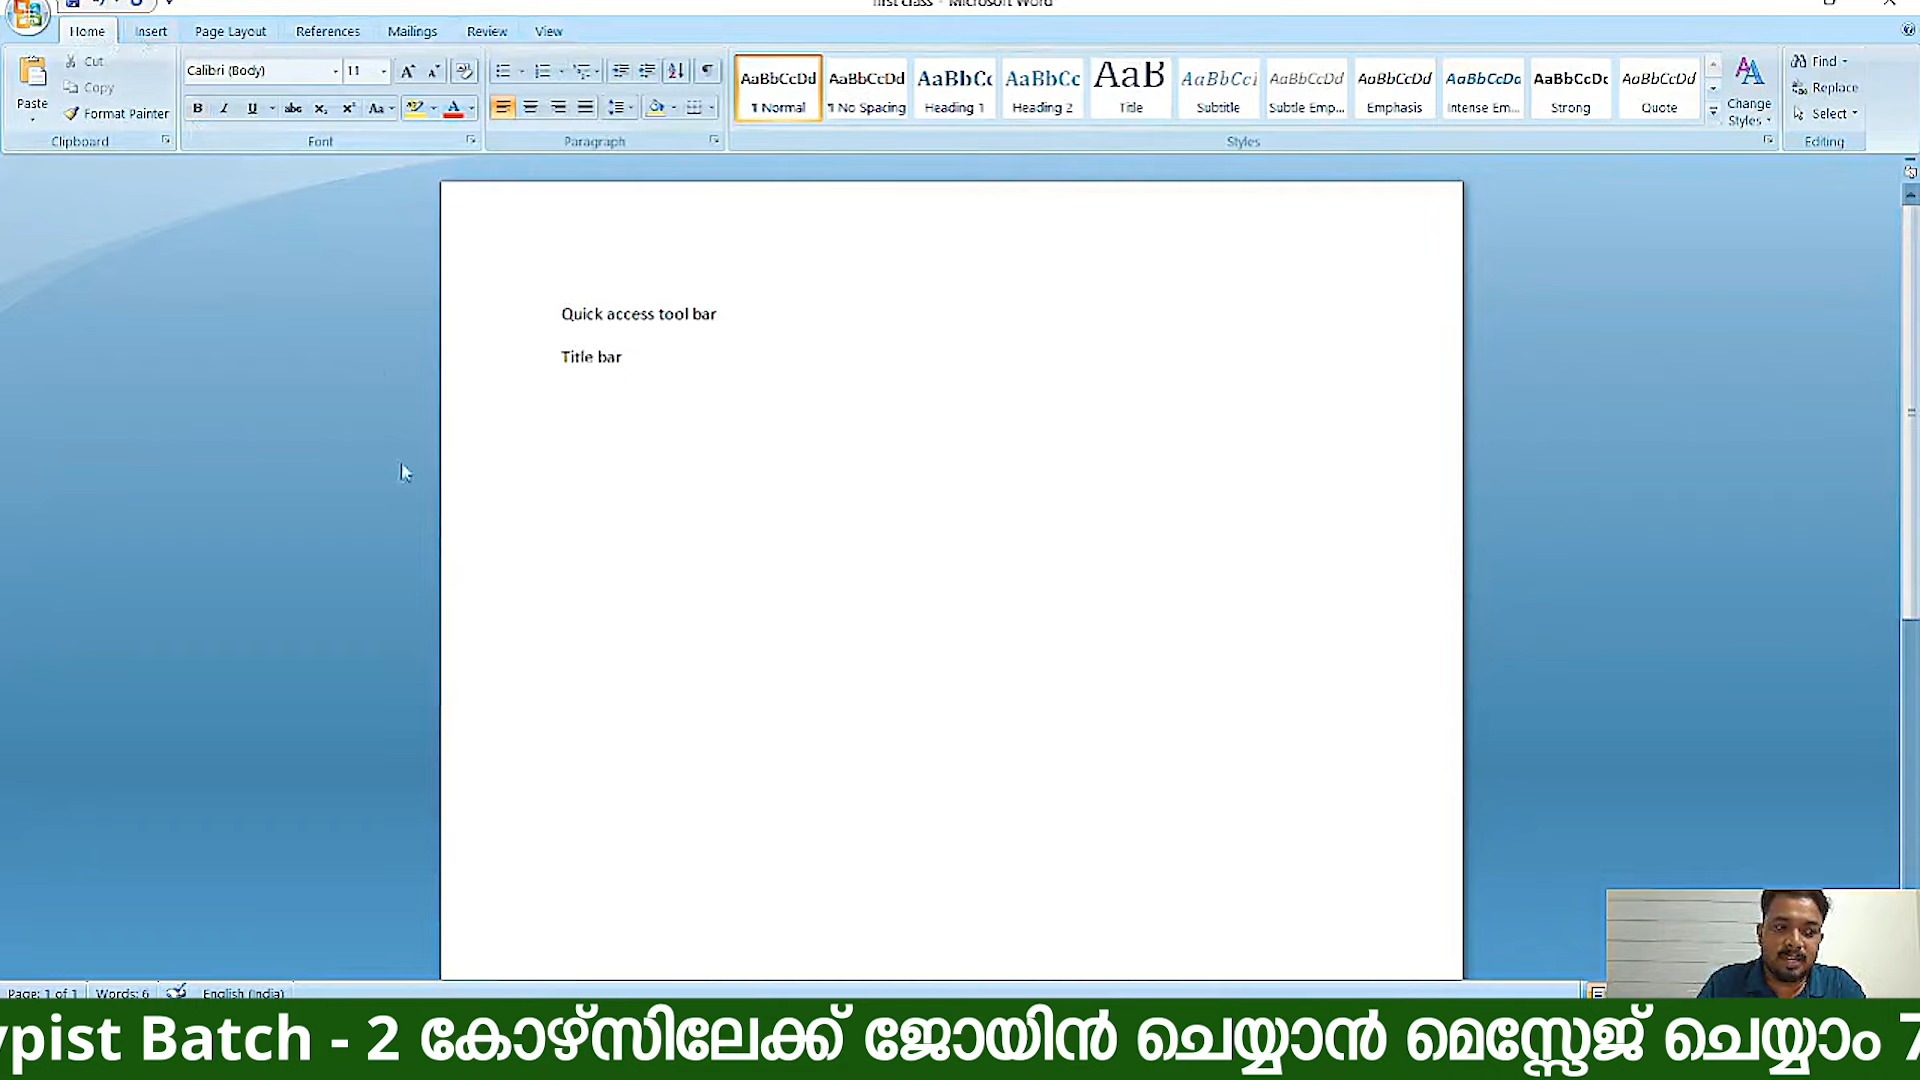 first class - Microsoft Word
Home Insert Page Layout References Mailings Review View
Paste Cut Copy Format Painter Clipboard
Calibri (Body) 11
Font
Paragraph
AaBbCcDd AaBbCcDd AaBbCc AaBbCc AaB AaBbCcI AaBbCcDd AaBbCcDd AaBbCcDd AaBbCcDc AaBbCcDd
¶ Normal ¶ No Spacing Heading 1 Heading 2 Title Subtitle Subtle Emp... Emphasis Intense Em... Strong Quote
Change Styles
Styles
Find
Replace
Select
Editing
Quick access tool bar
Title bar
Page: 1 of 1 Words: 6 English (India)
ypist Batch - 2 കോഴ്സിലേക്ക് ജോയിൻ ചെയ്യാൻ മെസ്സേജ് ചെയ്യാം 7